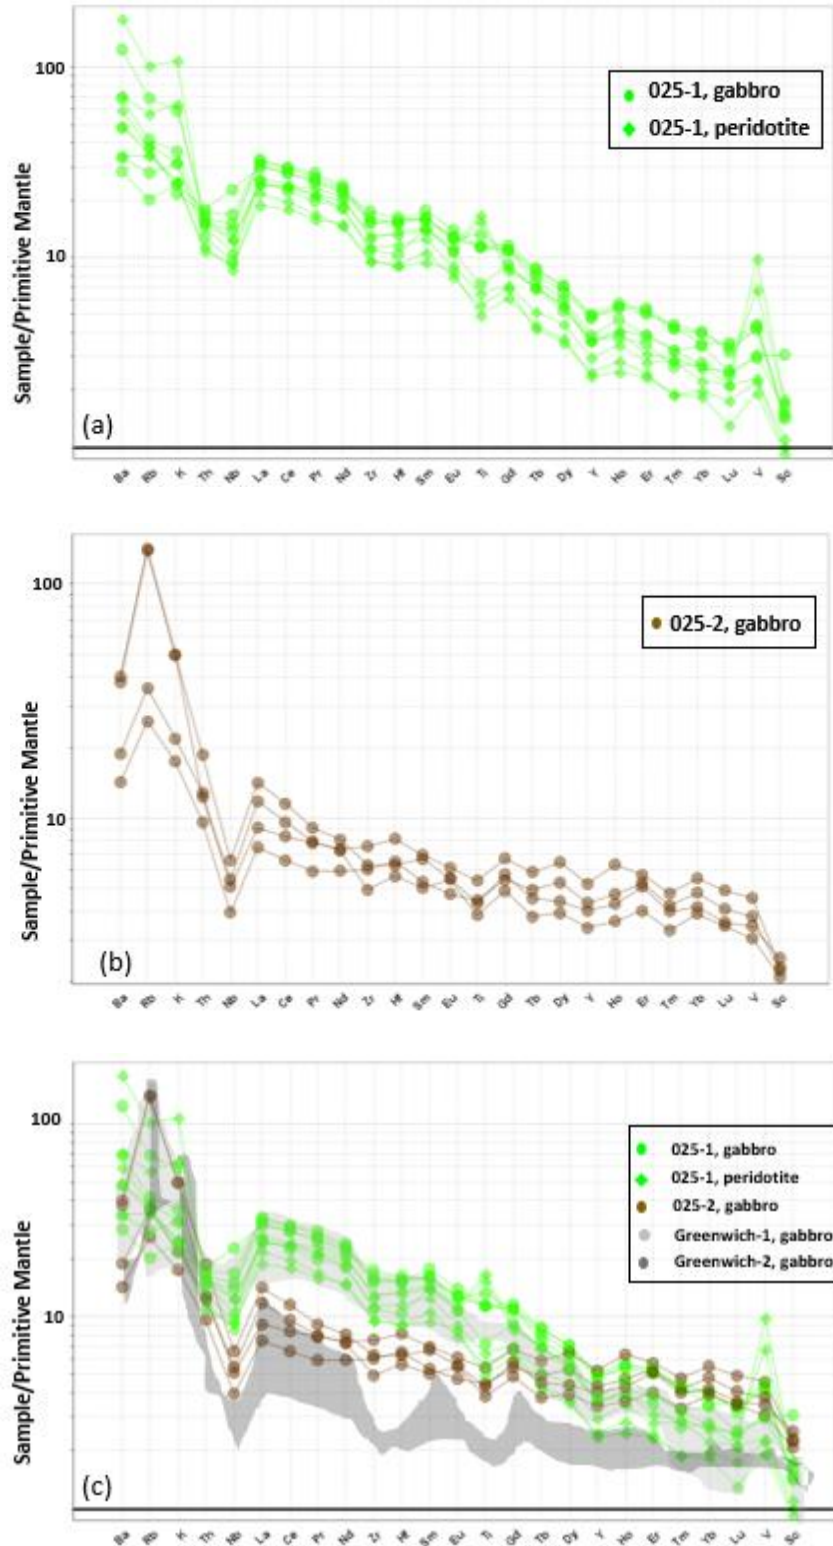 100
10
Sample/Primitive Mantle
025-1, gabbro
025-1, peridotite
(a)
Ba Rb K Th Nb La Ce Pr Nd Zr Hf Sm Eu Ti Gd Tb Dy Y Ho Er Tm Yb Lu V Sc
100
10
Sample/Primitive Mantle
025-2, gabbro
(b)
Ba Rb K Th Nb La Ce Pr Nd Zr Hf Sm Eu Ti Gd Tb Dy Y Ho Er Tm Yb Lu V Sc
100
10
Sample/Primitive Mantle
025-1, gabbro
025-1, peridotite
025-2, gabbro
Greenwich-1, gabbro
Greenwich-2, gabbro
(c)
Ba Rb K Th Nb La Ce Pr Nd Zr Hf Sm Eu Ti Gd Tb Dy Y Ho Er Tm Yb Lu V Sc